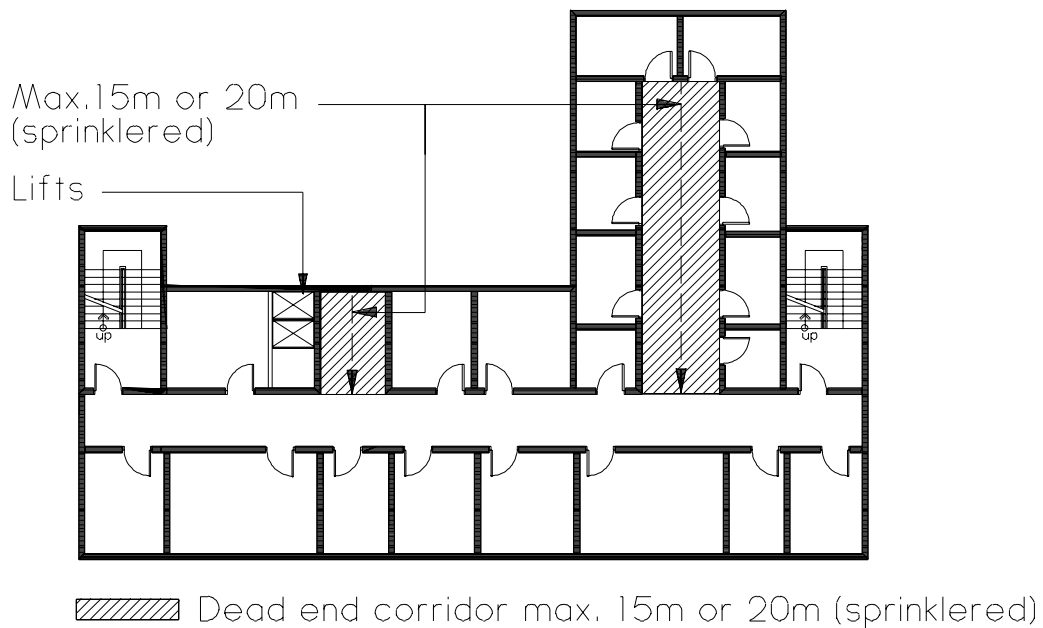 Max.15m or 20m
(sprinklered)
Lifts
up
up
Dead end corridor max. 15m or 20m (sprinklered)